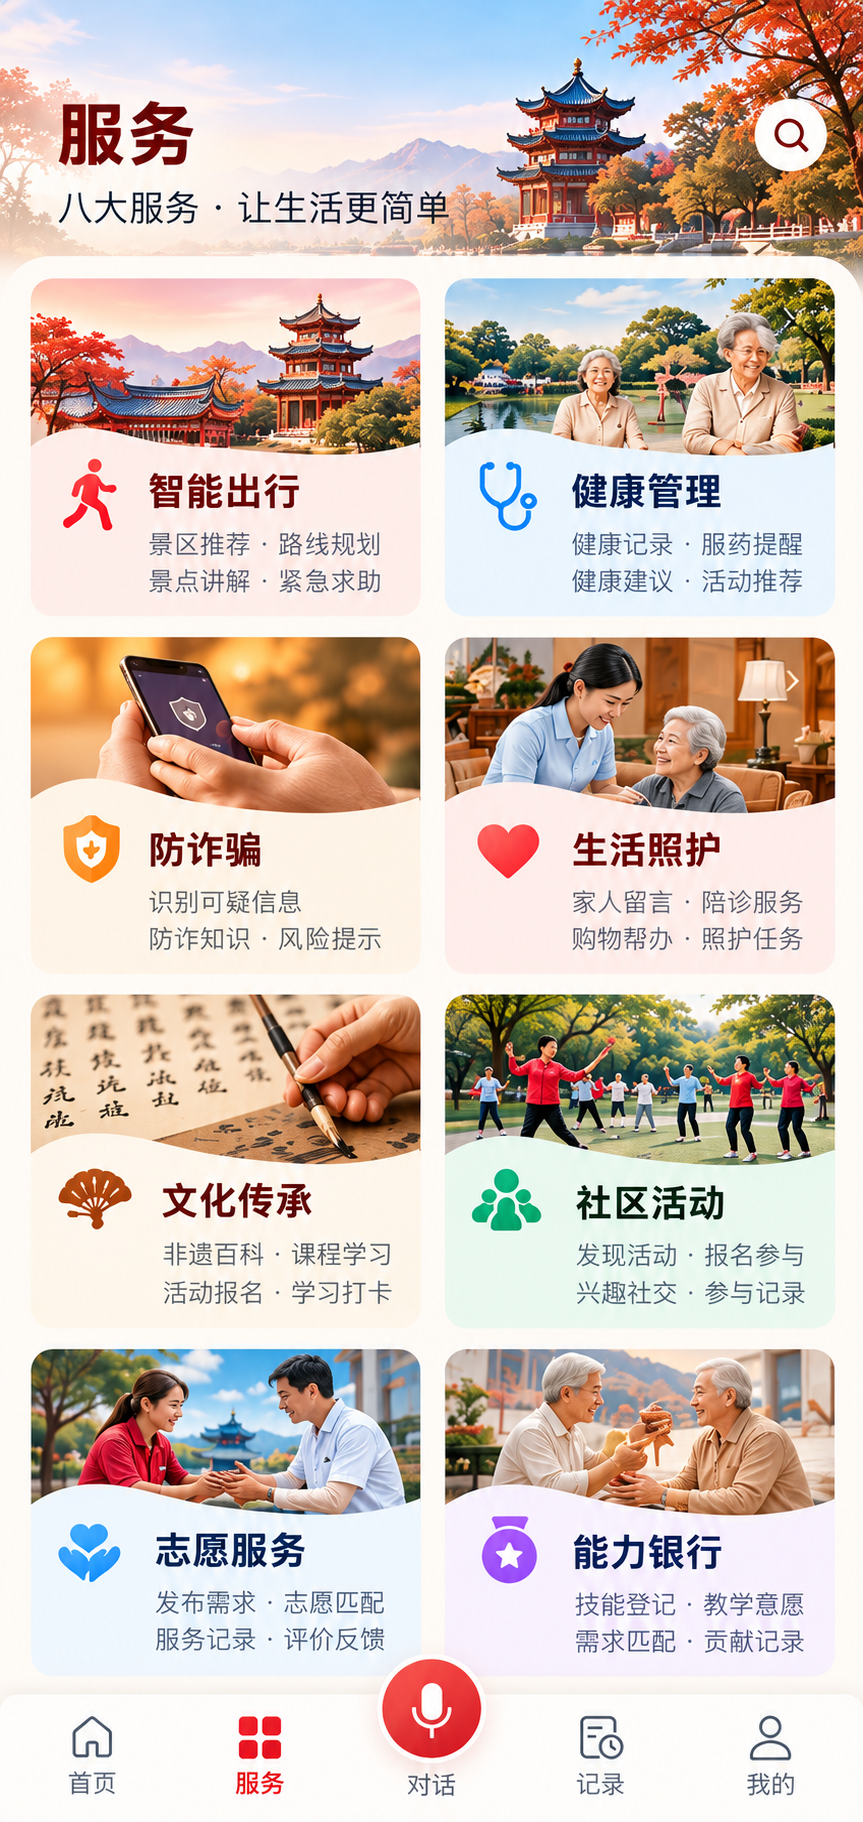 服务
八大服务 · 让生活更简单
智能出行
景区推荐 · 路线规划
景点讲解 · 紧急求助
健康管理
健康记录 · 服药提醒
健康建议 · 活动推荐
防诈骗
识别可疑信息
防诈知识 · 风险提示
生活照护
家人留言 · 陪诊服务
购物帮办 · 照护任务
文化传承
非遗百科 · 课程学习
活动报名 · 学习打卡
社区活动
发现活动 · 报名参与
兴趣社交 · 参与记录
志愿服务
发布需求 · 志愿匹配
服务记录 · 评价反馈
能力银行
技能登记 · 教学意愿
需求匹配 · 贡献记录
首页
服务
对话
记录
我的